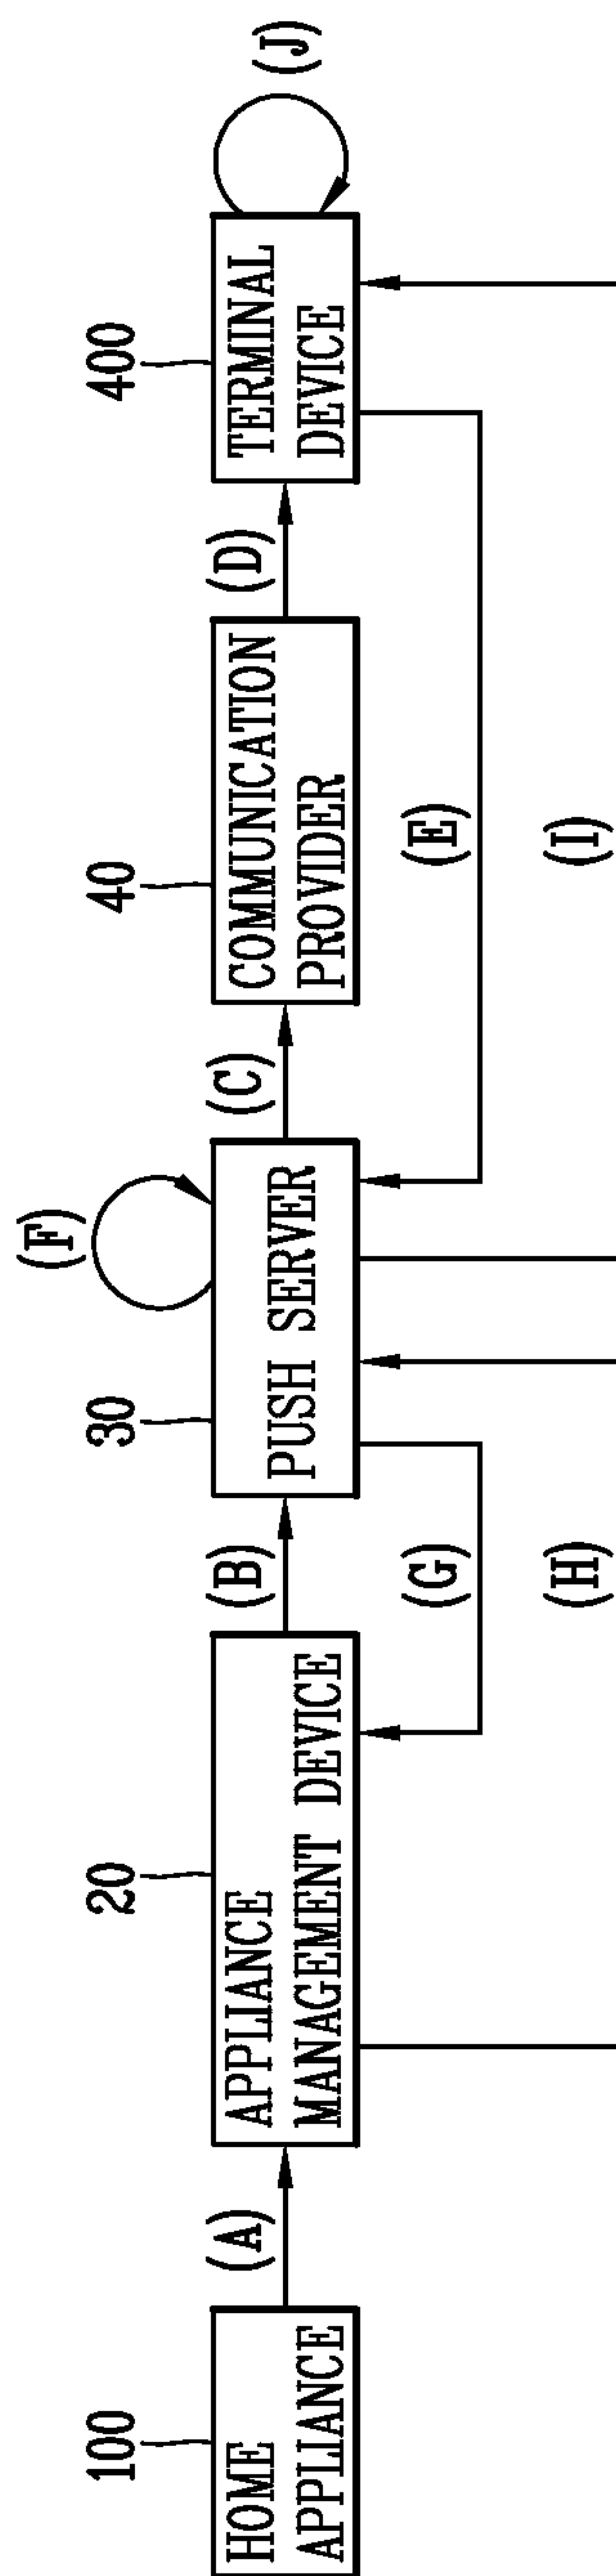 100
HOME
APPLIANCE
(A)
20
APPLIANCE
MANAGEMENT DEVICE
(B)
30
PUSH SERVER
(F)
(C)
40
COMMUNICATION
PROVIDER
(D)
400
TERMINAL
DEVICE
(J)
(G)
(E)
(H)
(I)